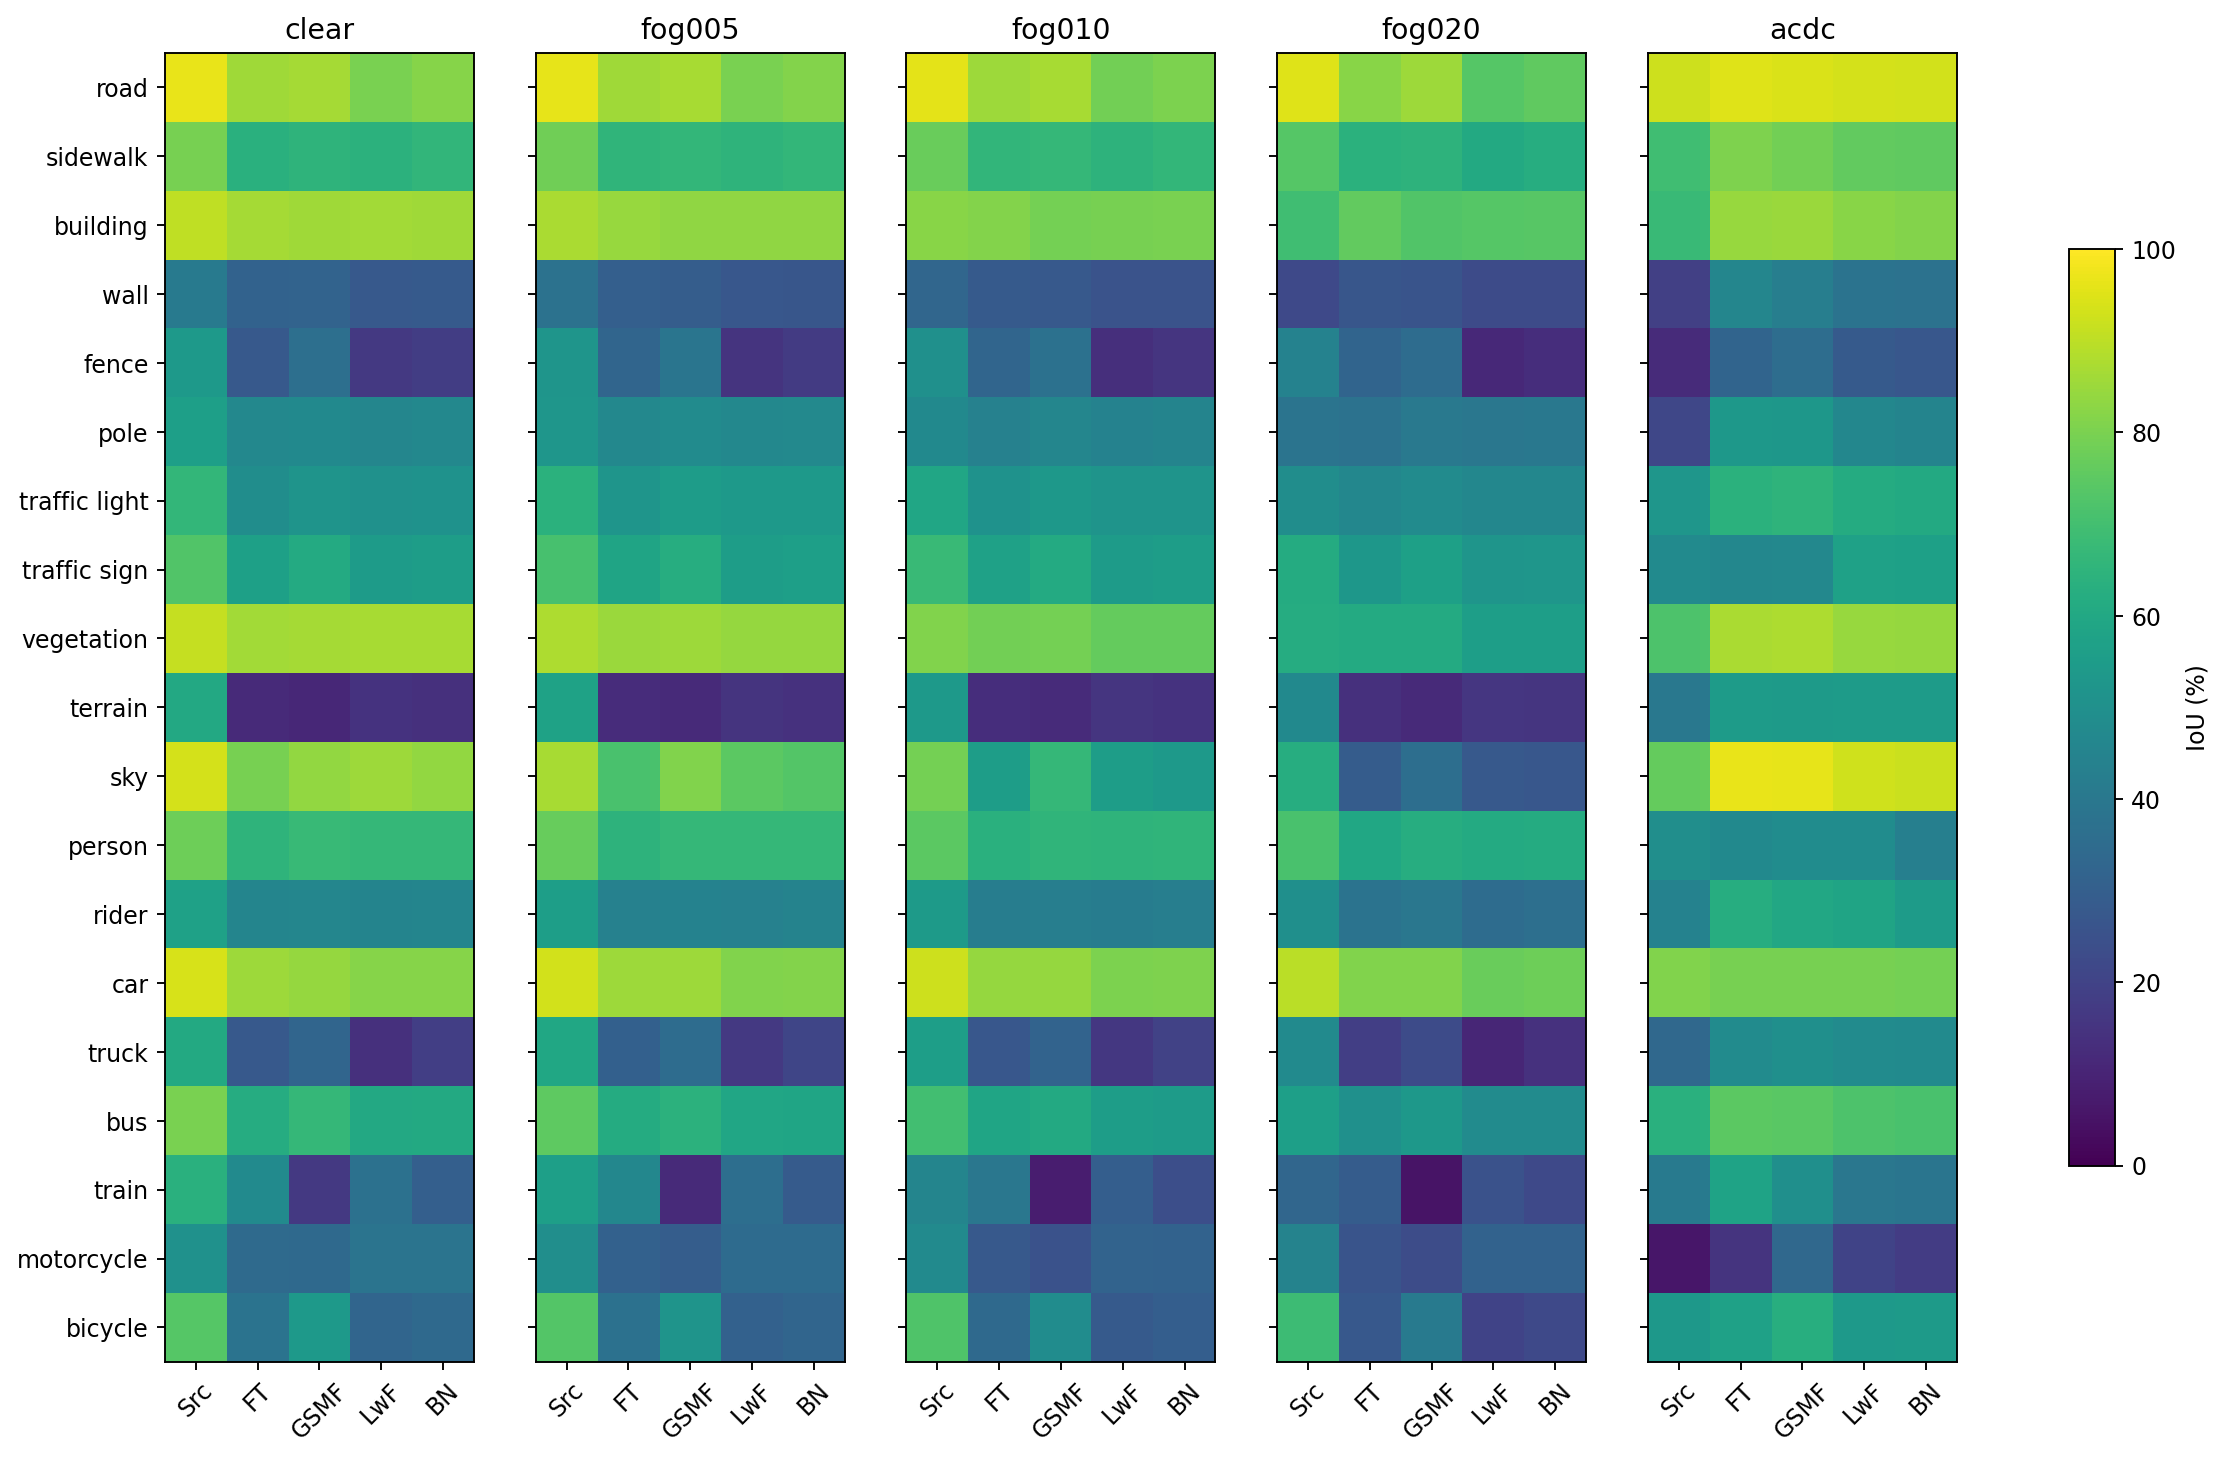 clear fog005 fog010 fog020 acdc
road
sidewalk
building
wall
fence
pole
traffic light
traffic sign
vegetation
terrain
sky
person
rider
car
truck
bus
train
motorcycle
bicycle
Src FT GSMF LwF BN Src FT GSMF LwF BN Src FT GSMF LwF BN Src FT GSMF LwF BN Src FT GSMF LwF BN
100
80
60
40
20
0
IoU (%)